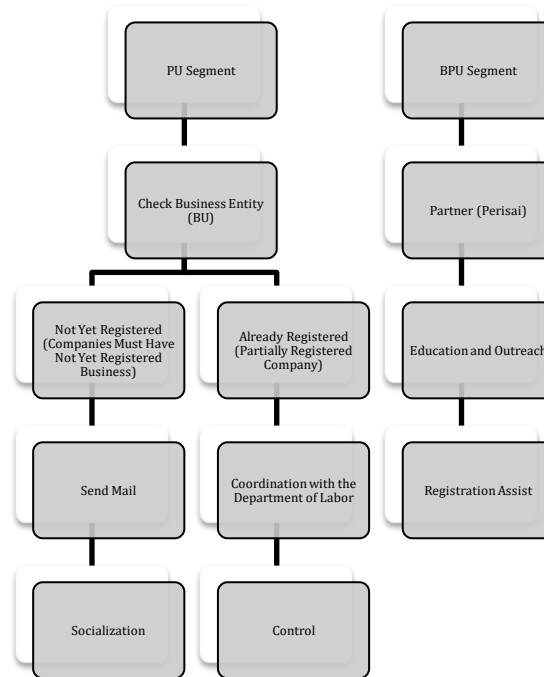 PU Segment
BPU Segment
Check Business Entity
(BU)
Partner (Perisai)
Not Yet Registered
(Companies Must Have
Not Yet Registered
Business)
Already Registered
(Partially Registered
Company)
Education and Outreach
Send Mail
Coordination with the
Department of Labor
Registration Assist
Socialization
Control